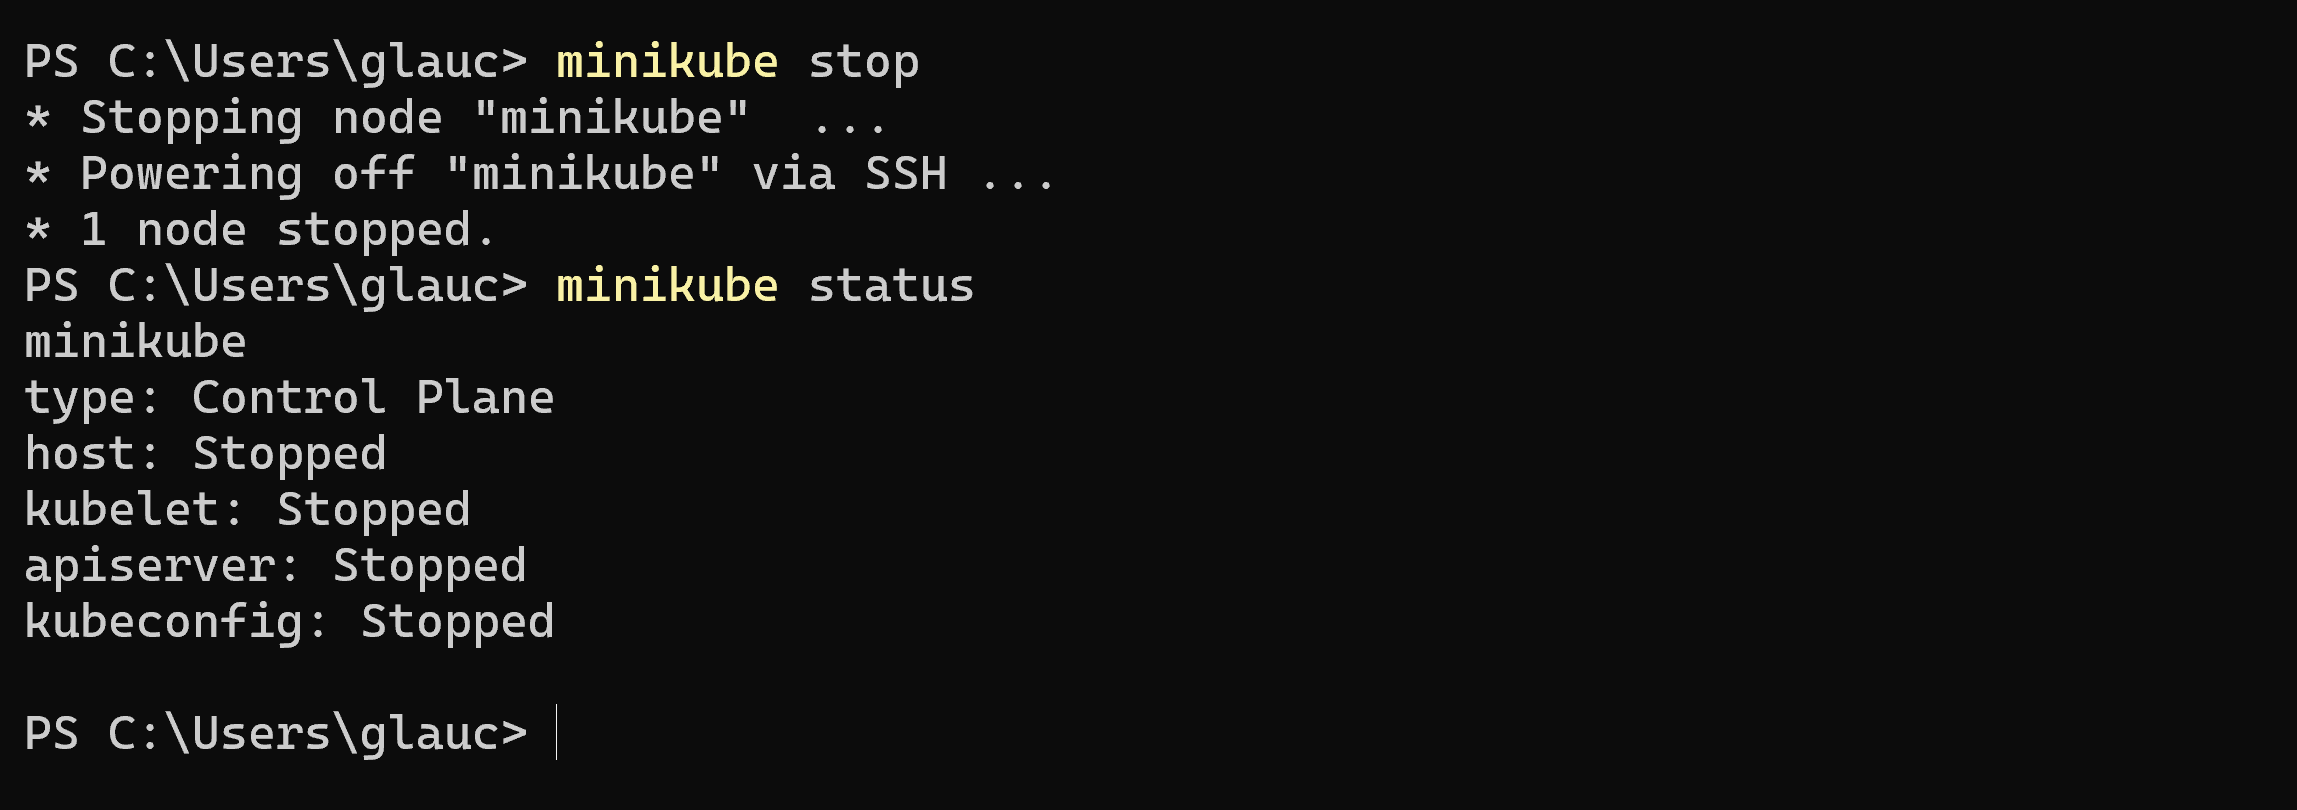 PS C:\Users\glauc> minikube stop
* Stopping node "minikube"  ...
* Powering off "minikube" via SSH ...
* 1 node stopped.
PS C:\Users\glauc> minikube status
minikube
type: Control Plane
host: Stopped
kubelet: Stopped
apiserver: Stopped
kubeconfig: Stopped
PS C:\Users\glauc>